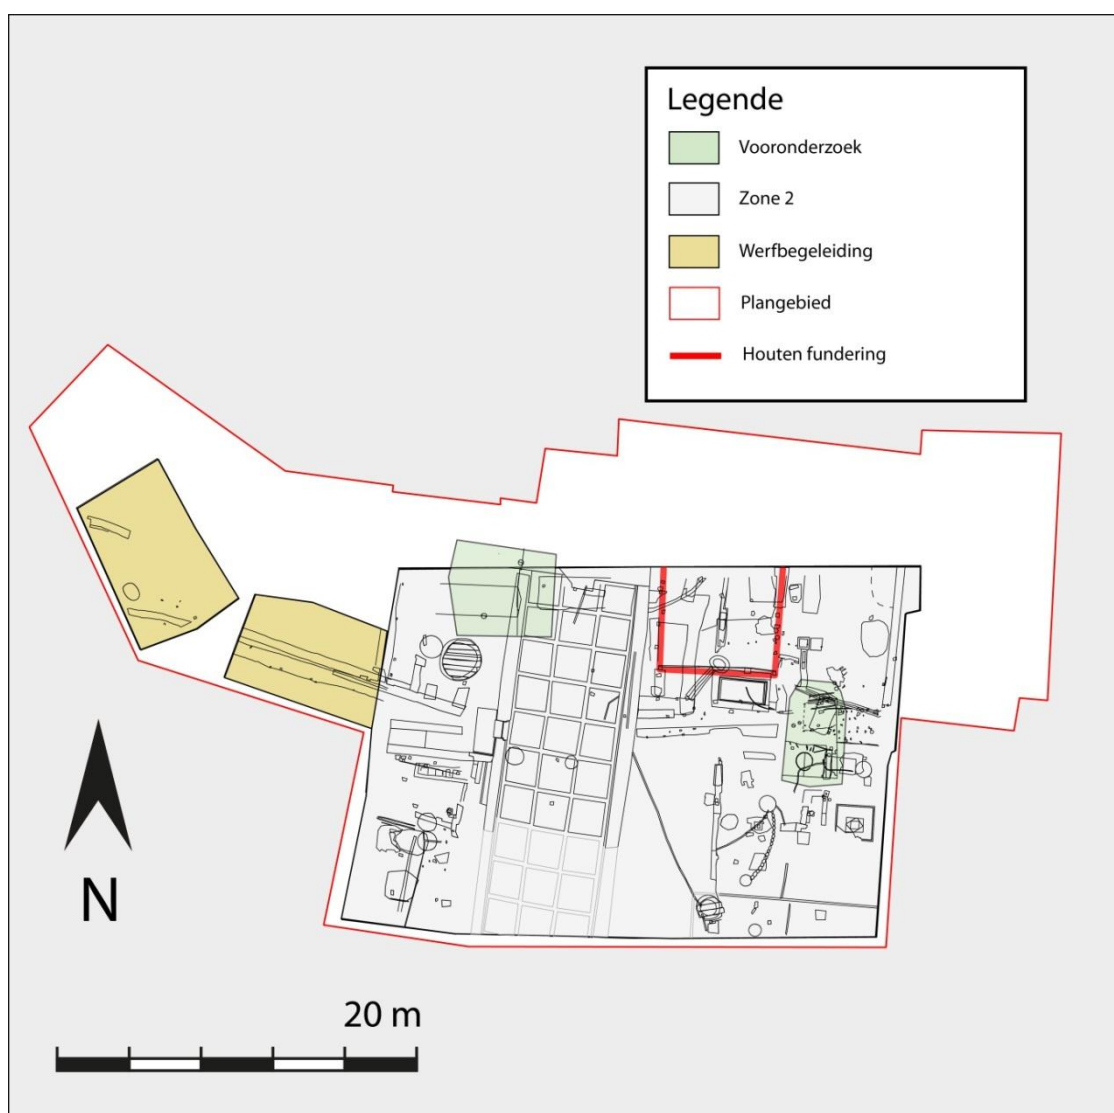 Legende
Vooronderzoek
Zone 2
Werfbegeleiding
Plangebied
Houten fundering
N
20 m